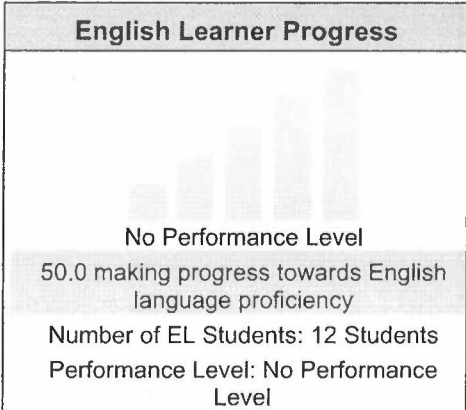 English Learner Progress
No Performance Level
50.0 making progress towards English
language proficiency
Number of EL Students: 12 Students
Performance Level: No Performance
Level